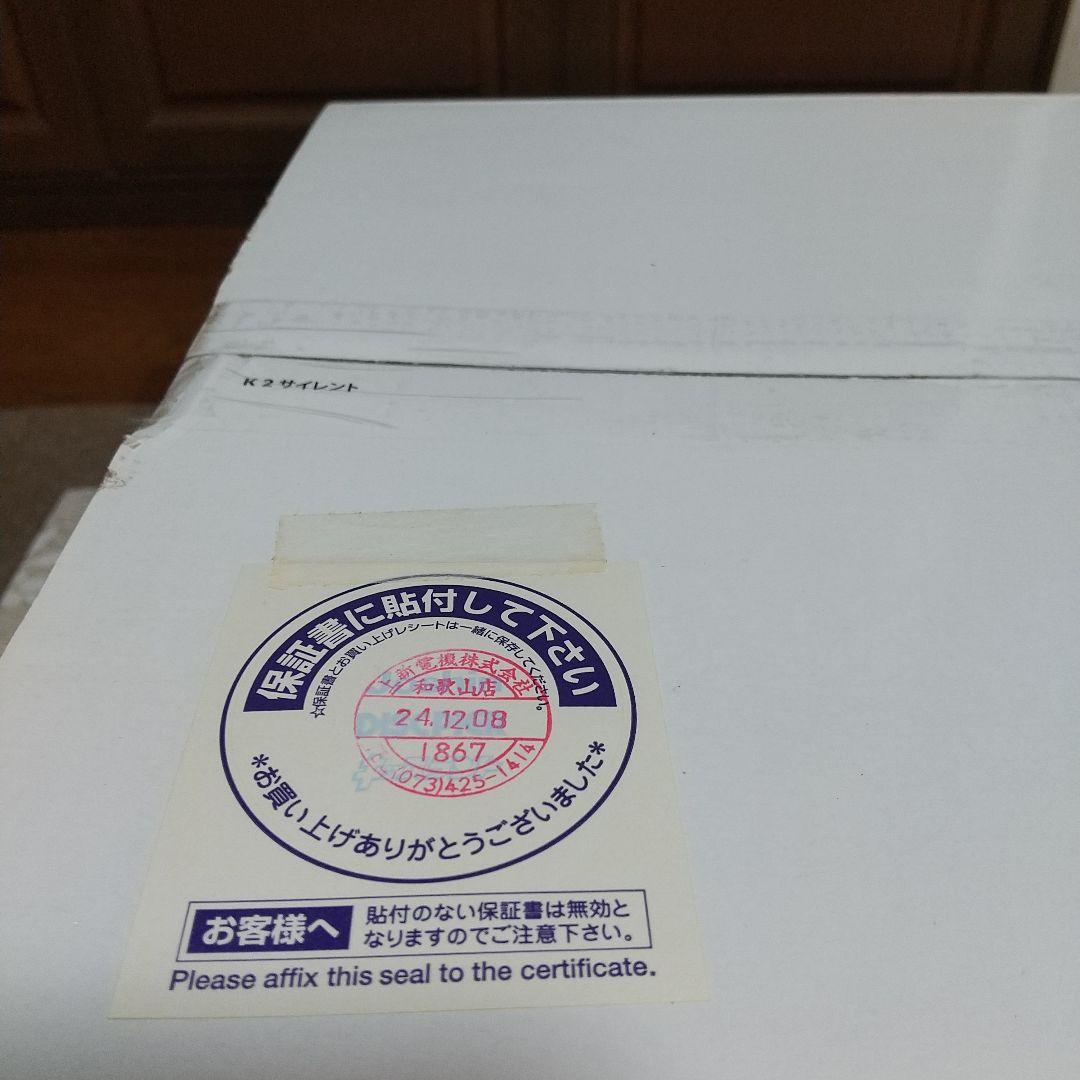 K2サイレント
保証書に貼付して下さい
☆保証書とお買い上げレシートは一緒に保存してください。
上新電機株式会社
和歌山店
24.12.08
1867
(073)425-1414
*お買い上げありがとうございました*
お客様へ
貼付のない保証書は無効と
なりますのでご注意下さい。
Please affix this seal to the certificate.